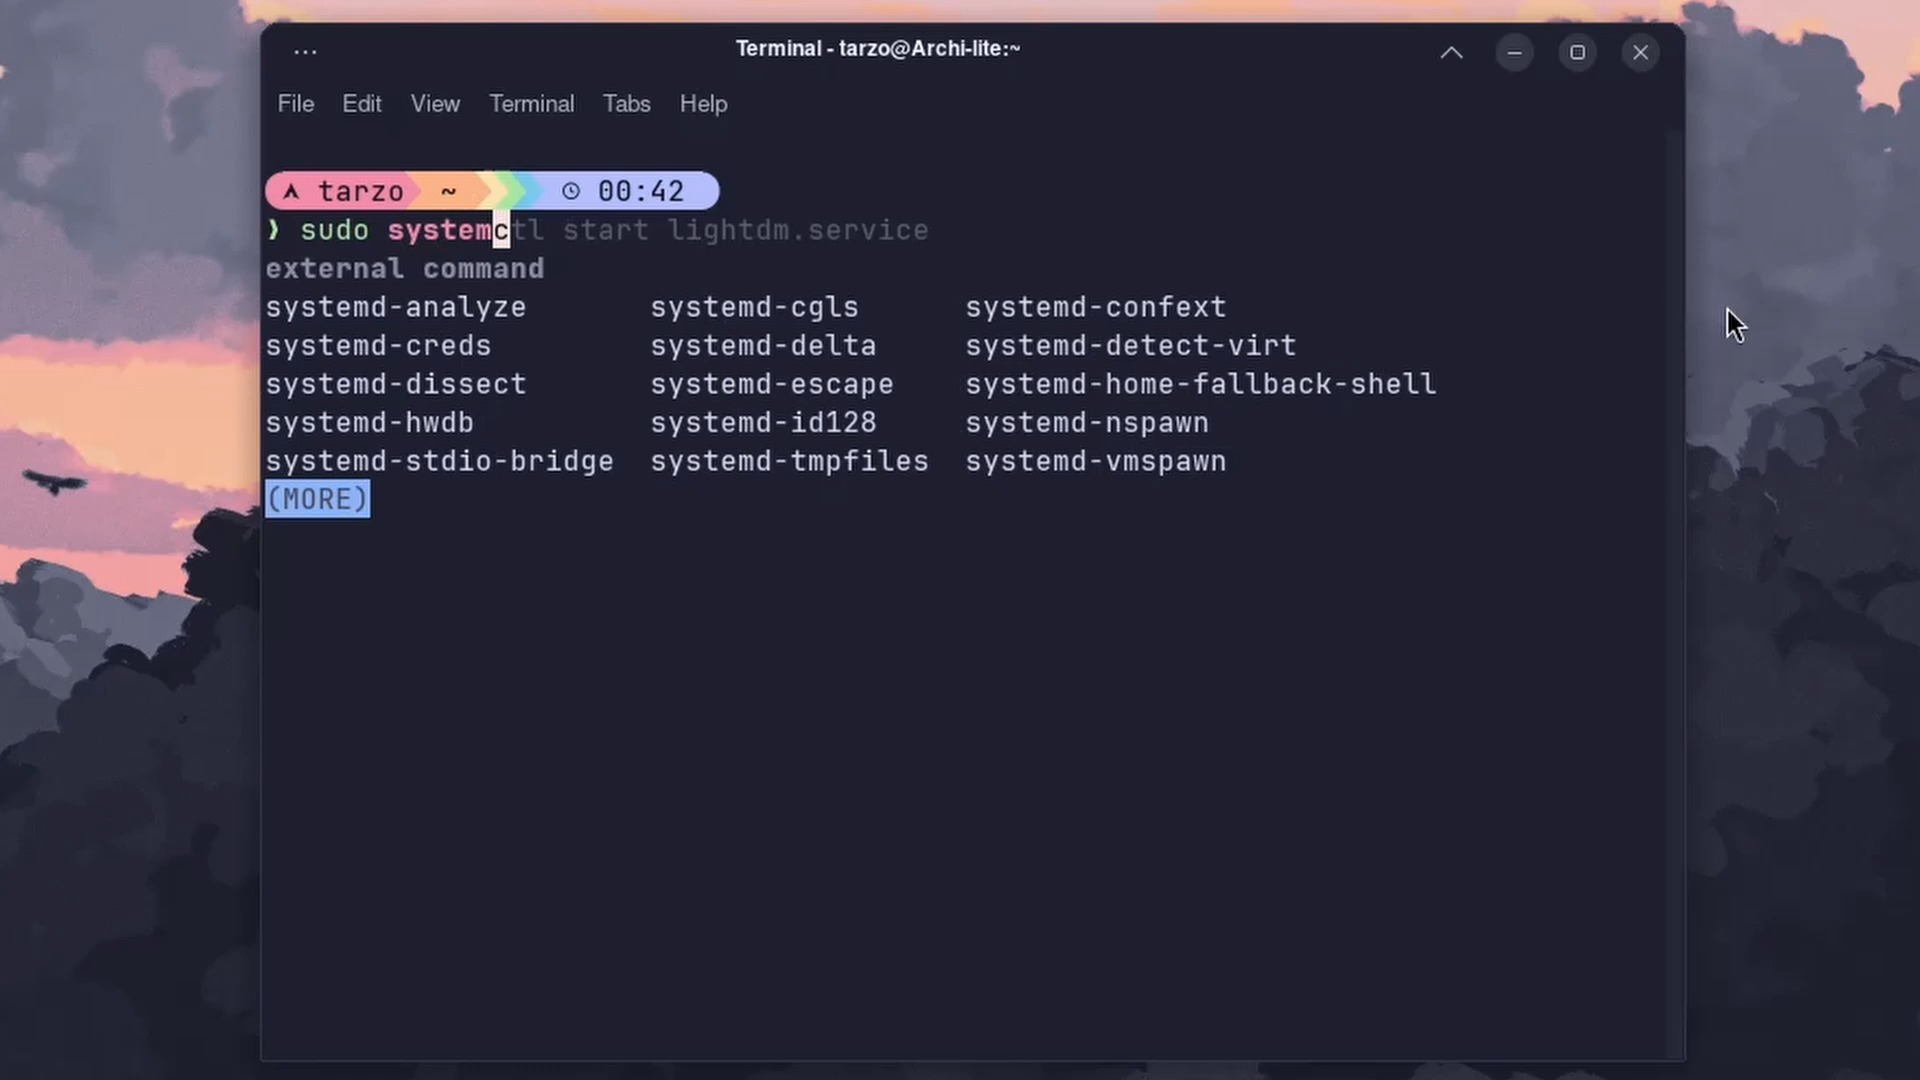 Terminal - tarzo@Archi-lite:~
File Edit View Terminal Tabs Help
tarzo ~ 00:42
❯ sudo systemctl start lightdm.service
external command
systemd-analyze systemd-cgls systemd-confext
systemd-creds systemd-delta systemd-detect-virt
systemd-dissect systemd-escape systemd-home-fallback-shell
systemd-hwdb systemd-id128 systemd-nspawn
systemd-stdio-bridge systemd-tmpfiles systemd-vmspawn
(MORE)